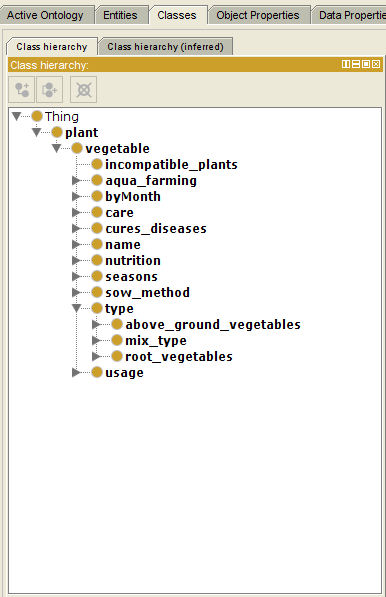 Active Ontology Entities Classes Object Properties Data Properties
Class hierarchy Class hierarchy (inferred)
Class hierarchy:
Thing
plant
vegetable
incompatible_plants
aqua_farming
byMonth
care
cures_diseases
name
nutrition
seasons
sow_method
type
above_ground_vegetables
mix_type
root_vegetables
usage